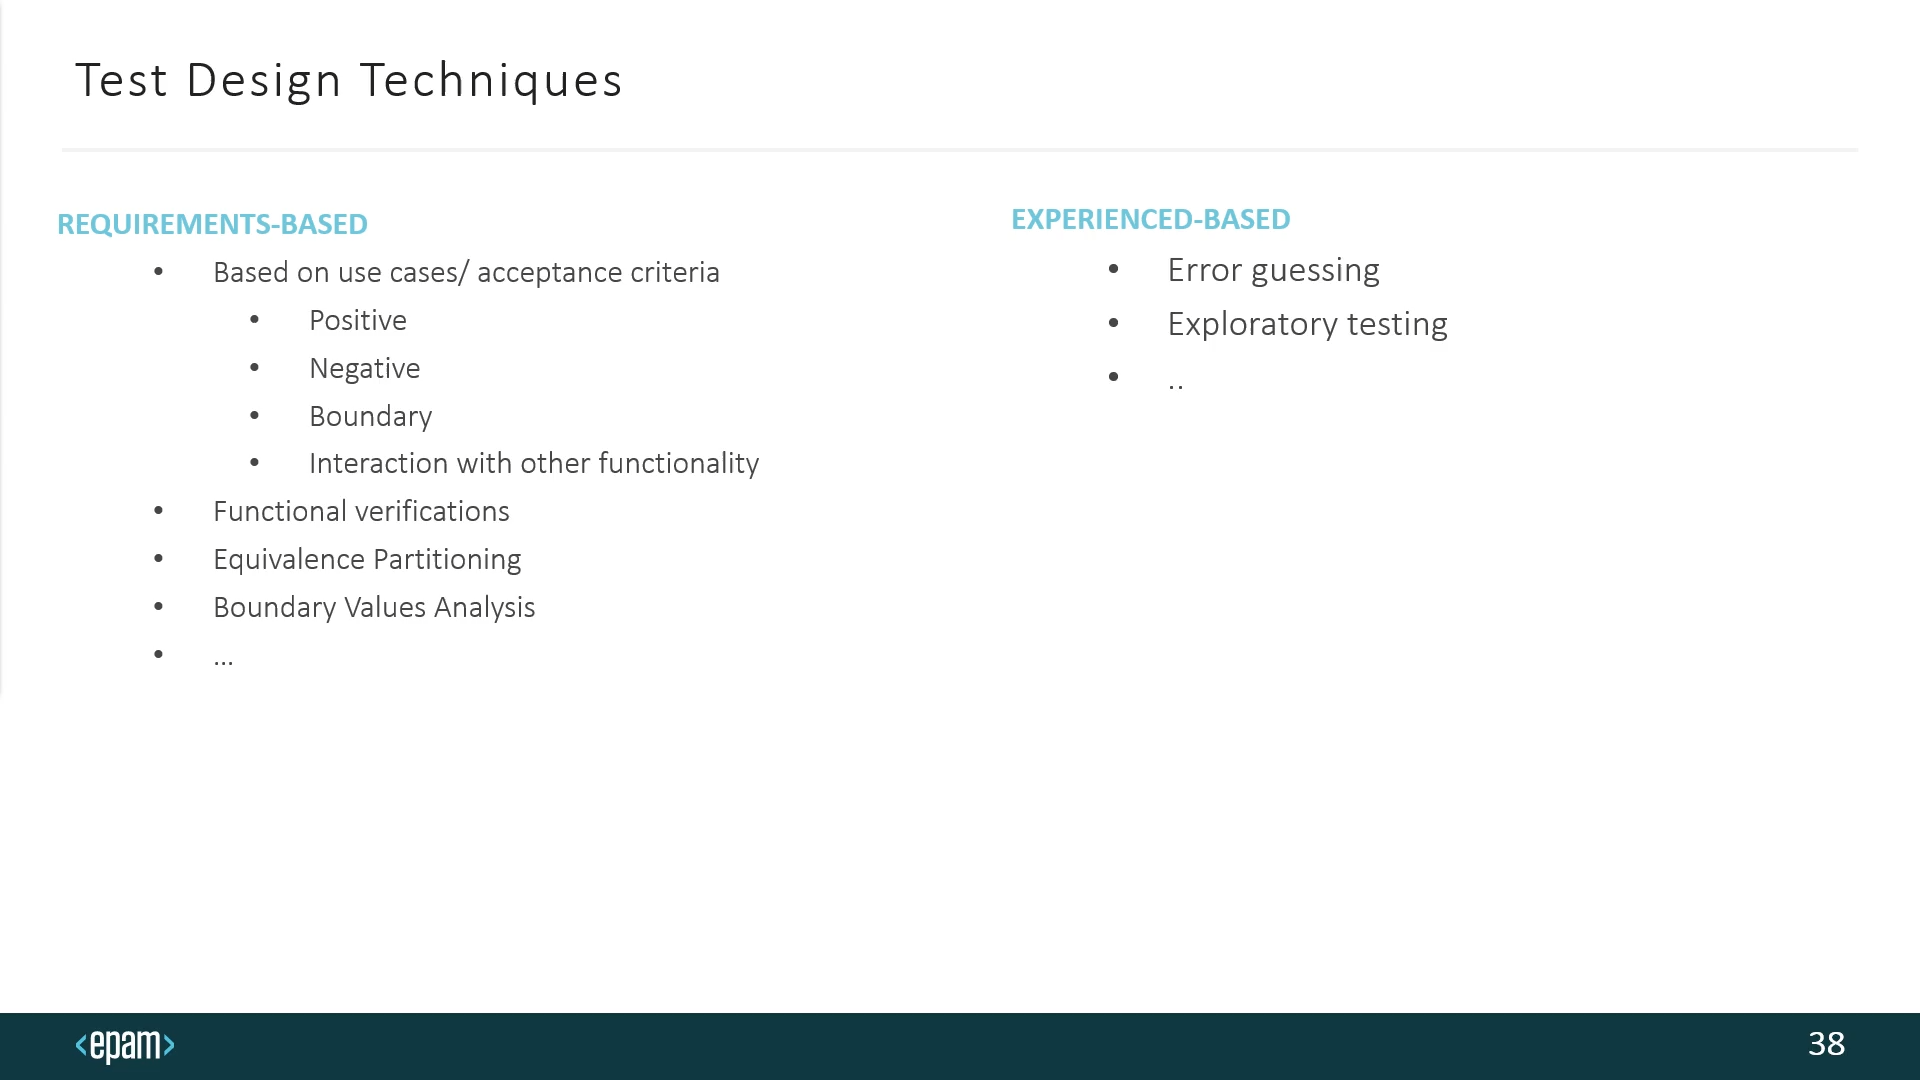 Test Design Techniques
REQUIREMENTS-BASED
• Based on use cases/ acceptance criteria
• Positive
• Negative
• Boundary
• Interaction with other functionality
• Functional verifications
• Equivalence Partitioning
• Boundary Values Analysis
• ...
EXPERIENCED-BASED
• Error guessing
• Exploratory testing
• ..
<epam>
38